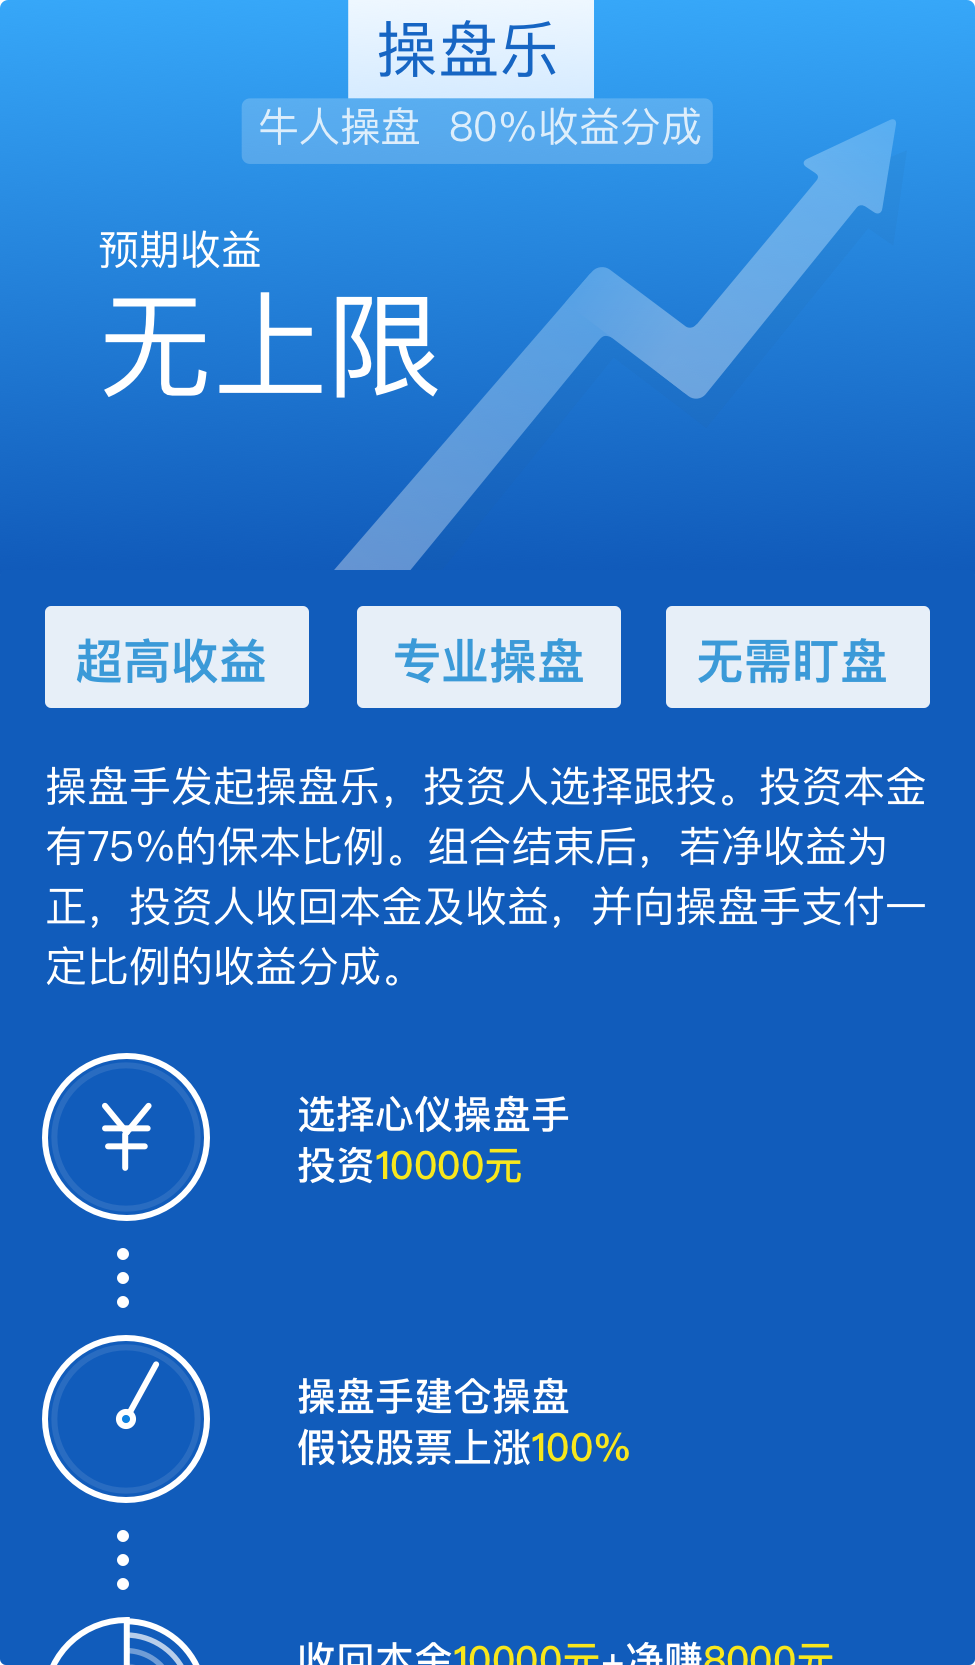 操盘乐
牛人操盘 80%收益分成
预期收益
无上限
超高收益 专业操盘 无需盯盘
操盘手发起操盘乐，投资人选择跟投。投资本金
有75%的保本比例。组合结束后，若净收益为
正，投资人收回本金及收益，并向操盘手支付一
定比例的收益分成。
选择心仪操盘手
投资10000元
操盘手建仓操盘
假设股票上涨100%
收回本金10000元+净赚8000元